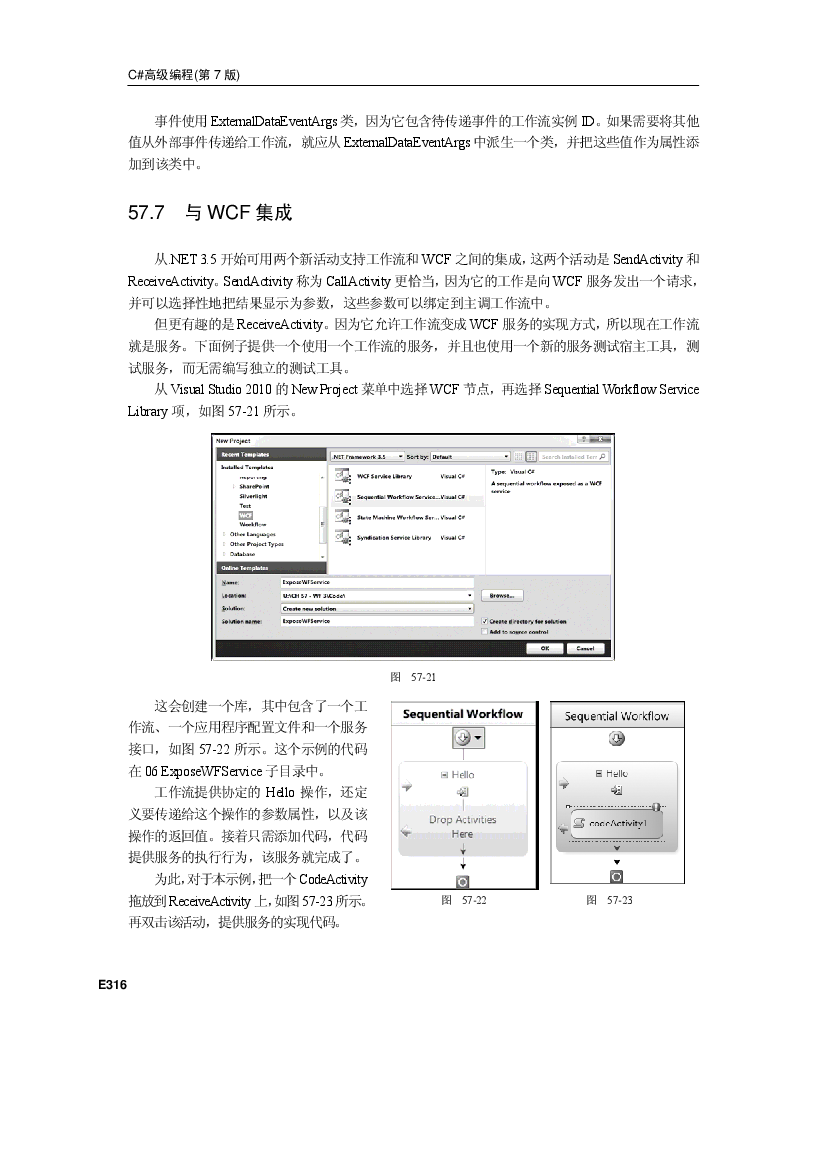 C#高级编程(第 7 版)
事件使用 ExternalDataEventArgs 类，因为它包含待传递事件的工作流实例 ID。如果需要将其他
值从外部事件传递给工作流，就应从 ExternalDataEventArgs 中派生一个类，并把这些值作为属性添
加到该类中。
57.7 与 WCF 集成
从.NET 3.5 开始可用两个新活动支持工作流和 WCF 之间的集成，这两个活动是 SendActivity 和
ReceiveActivity。SendActivity 称为 CallActivity 更恰当，因为它的工作是向 WCF 服务发出一个请求，
并可以选择性地把结果显示为参数，这些参数可以绑定到主调工作流中。
但更有趣的是 ReceiveActivity。因为它允许工作流变成 WCF 服务的实现方式，所以现在工作流
就是服务。下面例子提供一个使用一个工作流的服务，并且也使用一个新的服务测试宿主工具，测
试服务，而无需编写独立的测试工具。
从 Visual Studio 2010 的 New Project 菜单中选择 WCF 节点，再选择 Sequential Workflow Service
Library 项，如图 57-21 所示。
New Project
Recent Templates
.NET Framework 3.5 Sort by: Default
Search Installed Tem
Installed Templates
Reporting
SharePoint
Silverlight
Test
WCF
Workflow
Other Languages
Other Project Types
Database
Online Templates
WCF Service Library Visual C#
Sequential Workflow Service...Visual C#
State Machine Workflow Ser... Visual C#
Syndication Service Library Visual C#
Type: Visual C#
A sequential workflow exposed as a WCF
service
Name: ExposeWFService
Location: U:\CH 57 - WF 3\Code\ Browse...
Solution: Create new solution
Solution name: ExposeWFService Create directory for solution
Add to source control
OK Cancel
图 57-21
这会创建一个库，其中包含了一个工
作流、一个应用程序配置文件和一个服务
接口，如图 57-22 所示。这个示例的代码
在 06 ExposeWFService 子目录中。
工作流提供协定的 Hello 操作，还定
义要传递给这个操作的参数属性，以及该
操作的返回值。接着只需添加代码，代码
提供服务的执行行为，该服务就完成了。
为此，对于本示例，把一个 CodeActivity
拖放到 ReceiveActivity 上，如图 57-23 所示。
再双击该活动，提供服务的实现代码。
Sequential Workflow
Hello
Drop Activities
Here
图 57-22
Sequential Workflow
Hello
codeActivity1
图 57-23
E316